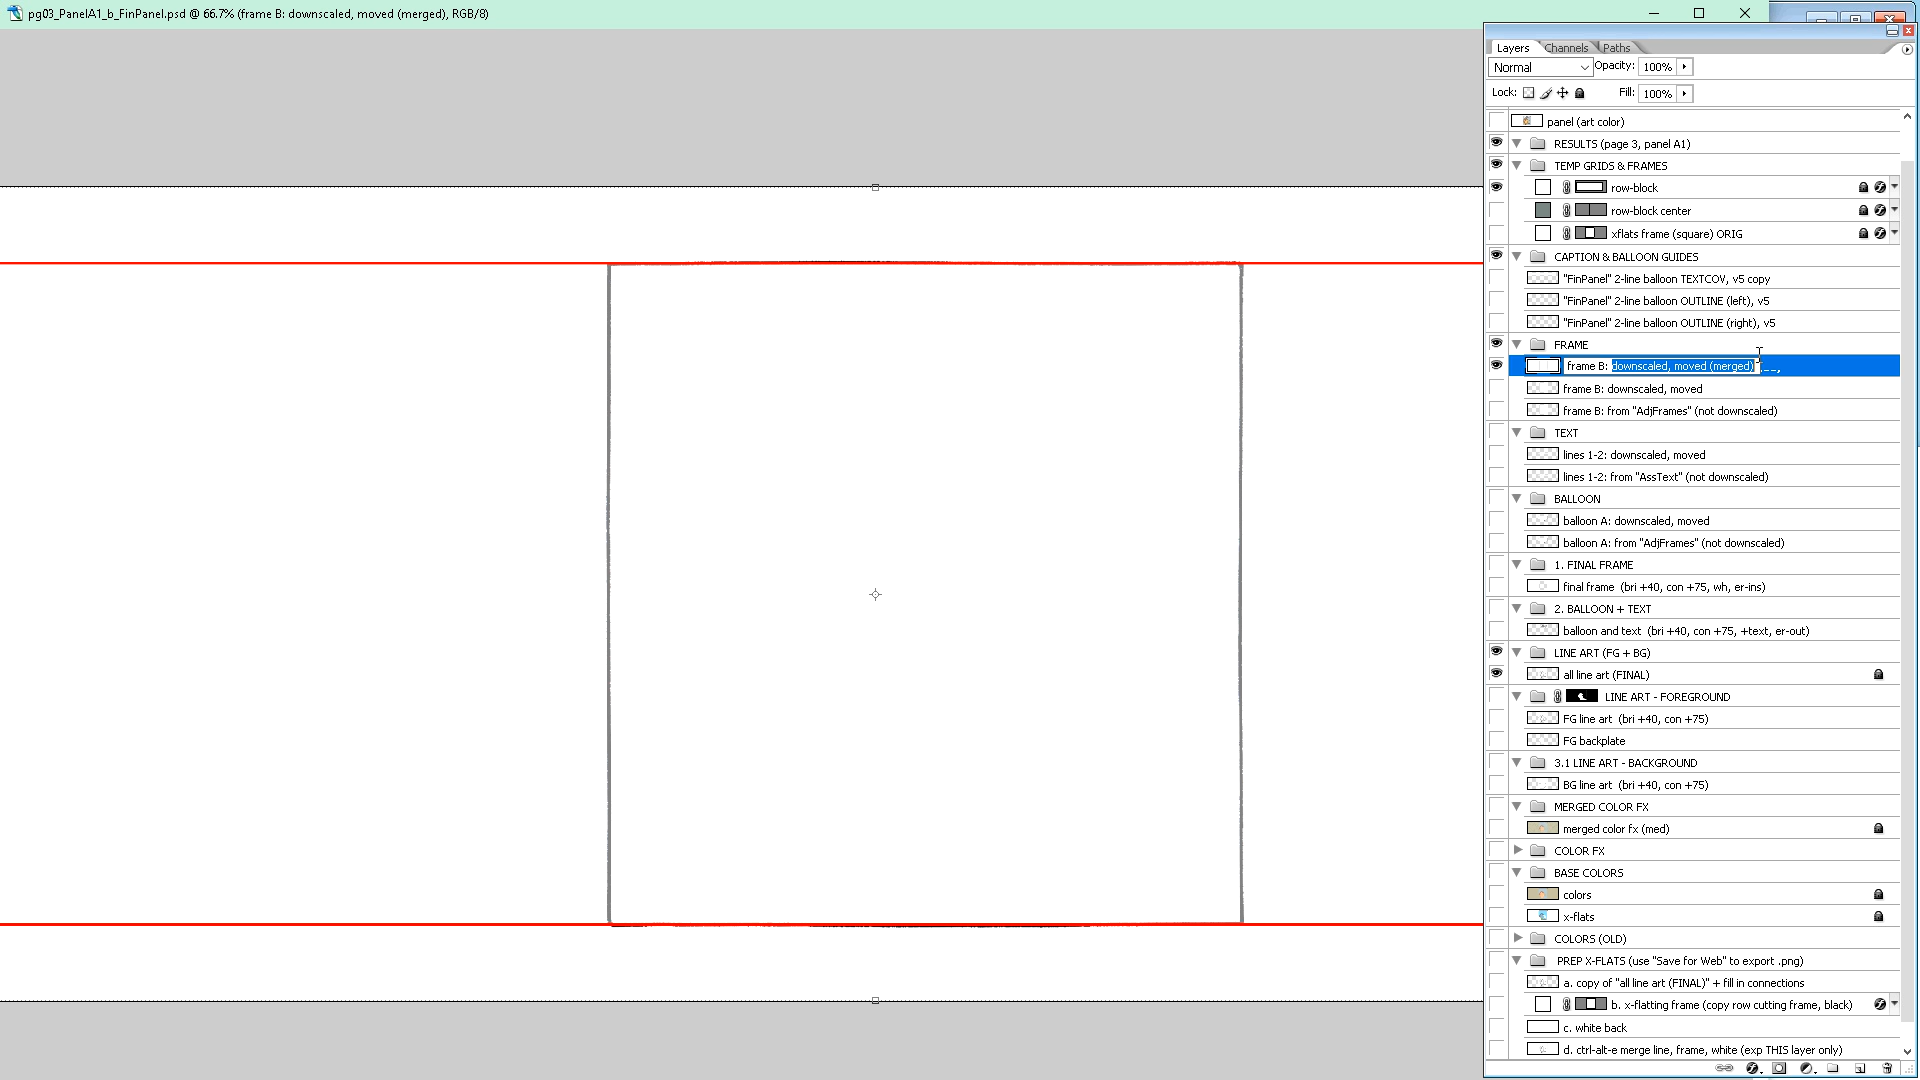 pg03_PanelA1_b_FinPanel.psd @ 66.7% (frame B: downscaled, moved (merged), RGB/8)
Layers Channels Paths
Normal Opacity: 100%
Lock: Fill: 100%
panel (art color)
RESULTS (page 3, panel A1)
TEMP GRIDS & FRAMES
row-block
row-block center
xflats frame (square) ORIG
CAPTION & BALLOON GUIDES
"FinPanel" 2-line balloon TEXTCOV, v5 copy
"FinPanel" 2-line balloon OUTLINE (left), v5
"FinPanel" 2-line balloon OUTLINE (right), v5
FRAME
frame B: downscaled, moved (merged)
frame B: downscaled, moved
frame B: from "AdjFrames" (not downscaled)
TEXT
lines 1-2: downscaled, moved
lines 1-2: from "AssText" (not downscaled)
BALLOON
balloon A: downscaled, moved
balloon A: from "AdjFrames" (not downscaled)
1. FINAL FRAME
final frame (bri +40, con +75, wh, er-ins)
2. BALLOON + TEXT
balloon and text (bri +40, con +75, +text, er-out)
LINE ART (FG + BG)
all line art (FINAL)
LINE ART - FOREGROUND
FG line art (bri +40, con +75)
FG backplate
3.1 LINE ART - BACKGROUND
BG line art (bri +40, con +75)
MERGED COLOR FX
merged color fx (med)
COLOR FX
BASE COLORS
colors
x-flats
COLORS (OLD)
PREP X-FLATS (use "Save for Web" to export .png)
a. copy of "all line art (FINAL)" + fill in connections
b. x-flatting frame (copy row cutting frame, black)
c. white back
d. ctrl-alt-e merge line, frame, white (exp THIS layer only)